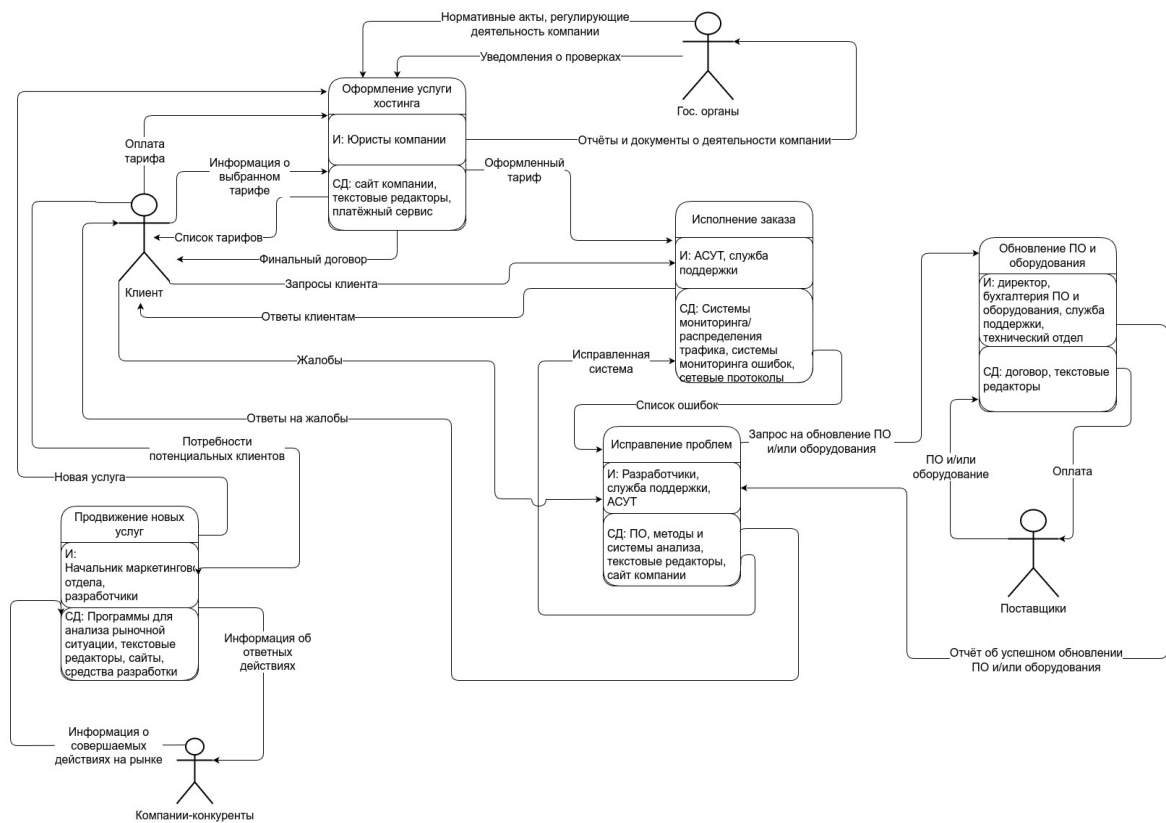 Нормативные акты, регулирующие
деятельность компании
Уведомления о проверках
Гос. органы
Оформление услуги
хостинга
И: Юристы компании
СД: сайт компании,
текстовые редакторы,
платёжный сервис
Отчёты и документы о деятельности компании
Оплата
тарифа
Информация о
выбранном
тарифе
Оформленный
тариф
Список тарифов
Финальный договор
Клиент
Запросы клиента
Ответы клиентам
Жалобы
Ответы на жалобы
Исполнение заказа
И: АСУТ, служба
поддержки
СД: Системы
мониторинга/
распределения
трафика, системы
мониторинга ошибок,
сетевые протоколы
Исправленная
система
Список ошибок
Обновление ПО и
оборудования
И: директор,
бухгалтерия ПО и
оборудования, служба
поддержки,
технический отдел
СД: договор, текстовые
редакторы
Исправление проблем
И: Разработчики,
служба поддержки,
АСУТ
СД: ПО, методы и
системы анализа,
текстовые редакторы,
сайт компании
Запрос на обновление ПО
и/или оборудования
ПО и/или
оборудование
Оплата
Поставщики
Отчёт об успешном обновлении
ПО и/или оборудования
Потребности
потенциальных клиентов
Новая услуга
Продвижение новых
услуг
И:
Начальник маркетингово
отдела,
разработчики
СД: Программы для
анализа рыночной
ситуации, текстовые
редакторы, сайты,
средства разработки
Информация об
ответных
действиях
Информация о
совершаемых
действиях на рынке
Компании-конкуренты